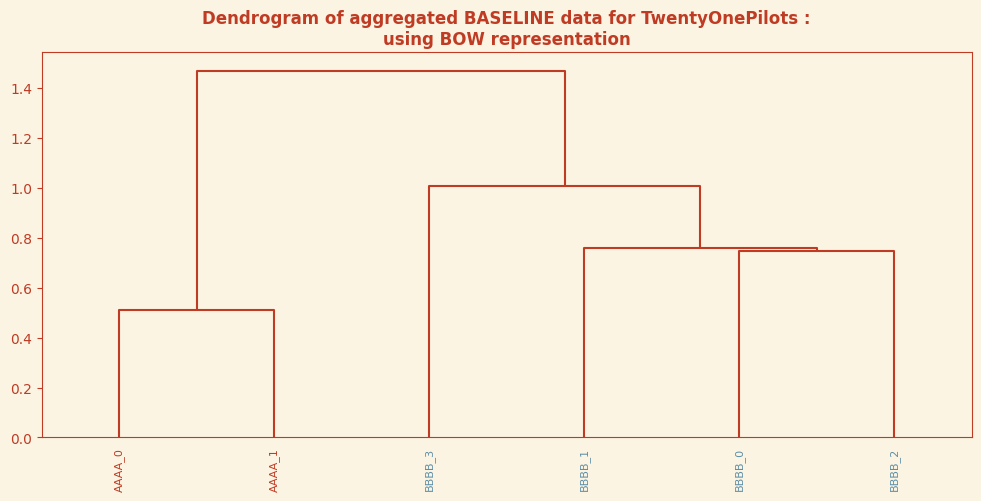 Dendrogram of aggregated BASELINE data for TwentyOnePilots :
using BOW representation
1.4
1.2
1.0
0.8
0.6
0.4
0.2
0.0
AAAA_0
AAAA_1
BBBB_3
BBBB_1
BBBB_0
BBBB_2